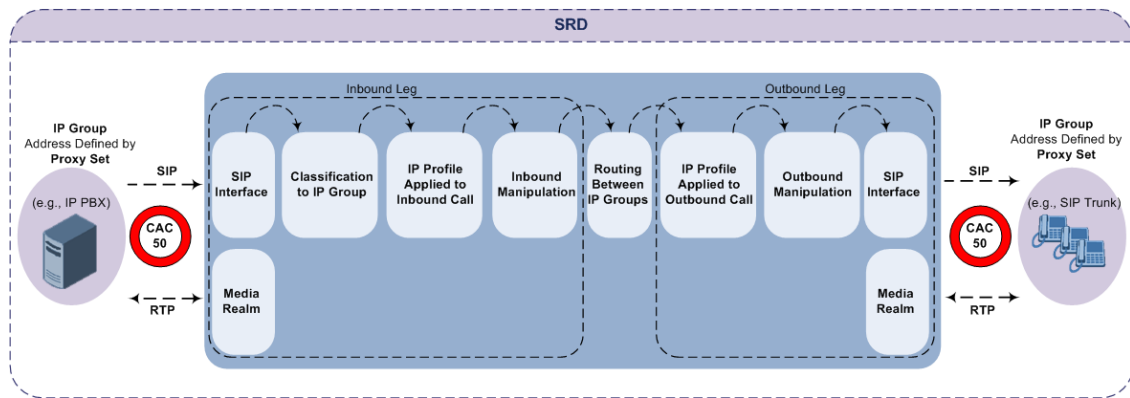 SRD
Inbound Leg
Outbound Leg
IP Group
Address Defined by
Proxy Set
(e.g., IP PBX)
SIP
CAC
50
RTP
SIP
Interface
Classification
to IP Group
IP Profile
Applied to
Inbound Call
Inbound
Manipulation
Routing
Between
IP Groups
IP Profile
Applied to
Outbound Call
Outbound
Manipulation
SIP
Interface
Media
Realm
Media
Realm
IP Group
Address Defined by
Proxy Set
SIP
(e.g., SIP Trunk)
CAC
50
RTP